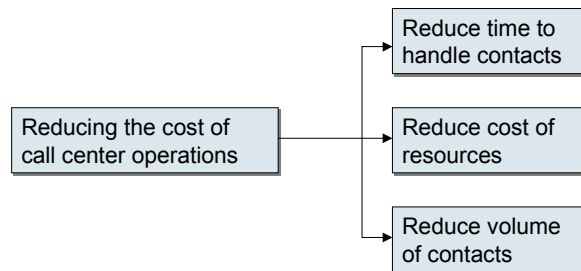 Reduce time to
handle contacts
Reducing the cost of
call center operations
Reduce cost of
resources
Reduce volume
of contacts